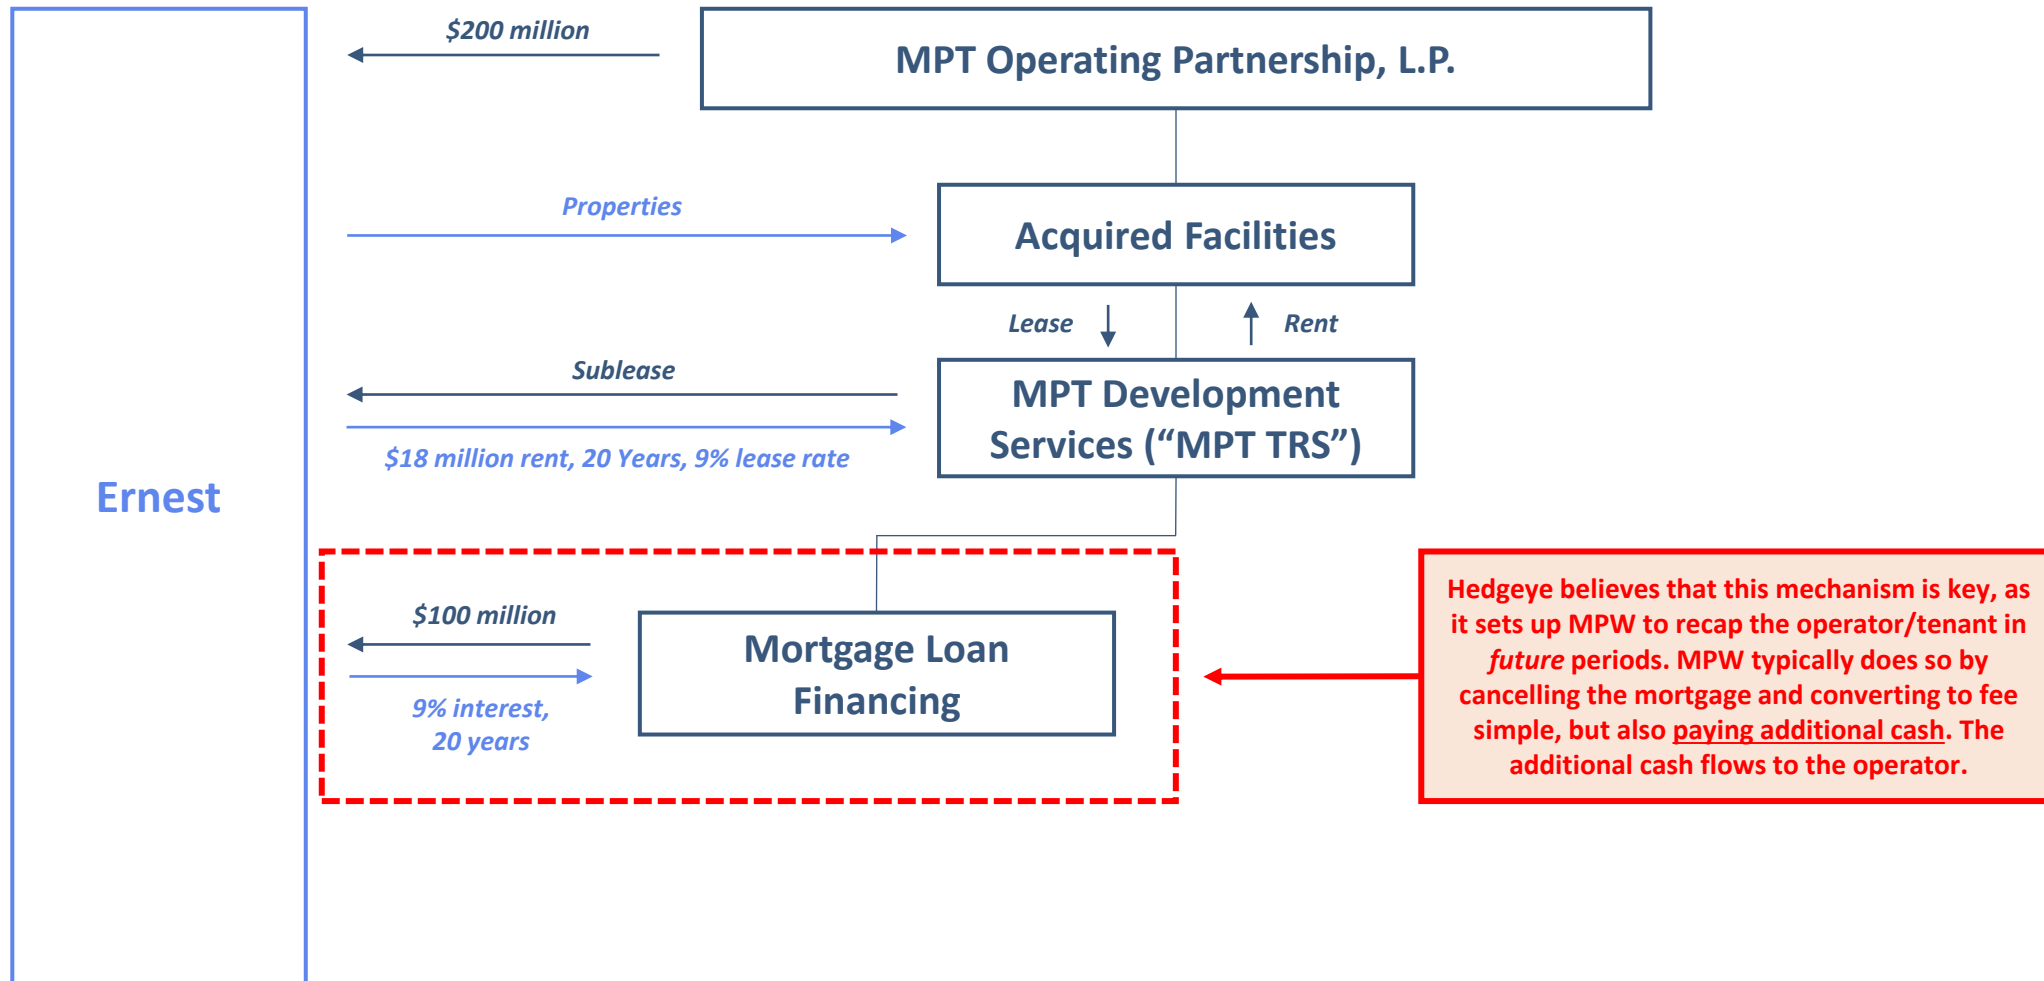 $200 million
MPT Operating Partnership, L.P.
Properties
Acquired Facilities
Lease
Rent
Sublease
MPT Development
Services (“MPT TRS”)
$18 million rent, 20 Years, 9% lease rate
Ernest
$100 million
Mortgage Loan
Financing
9% interest,
20 years
Hedgeye believes that this mechanism is key, as
it sets up MPW to recap the operator/tenant in
future periods. MPW typically does so by
cancelling the mortgage and converting to fee
simple, but also paying additional cash. The
additional cash flows to the operator.